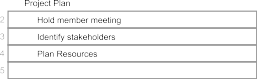 Project Plan
2 Hold member meeting
3 Identify stakeholders
4 Plan Resources
5